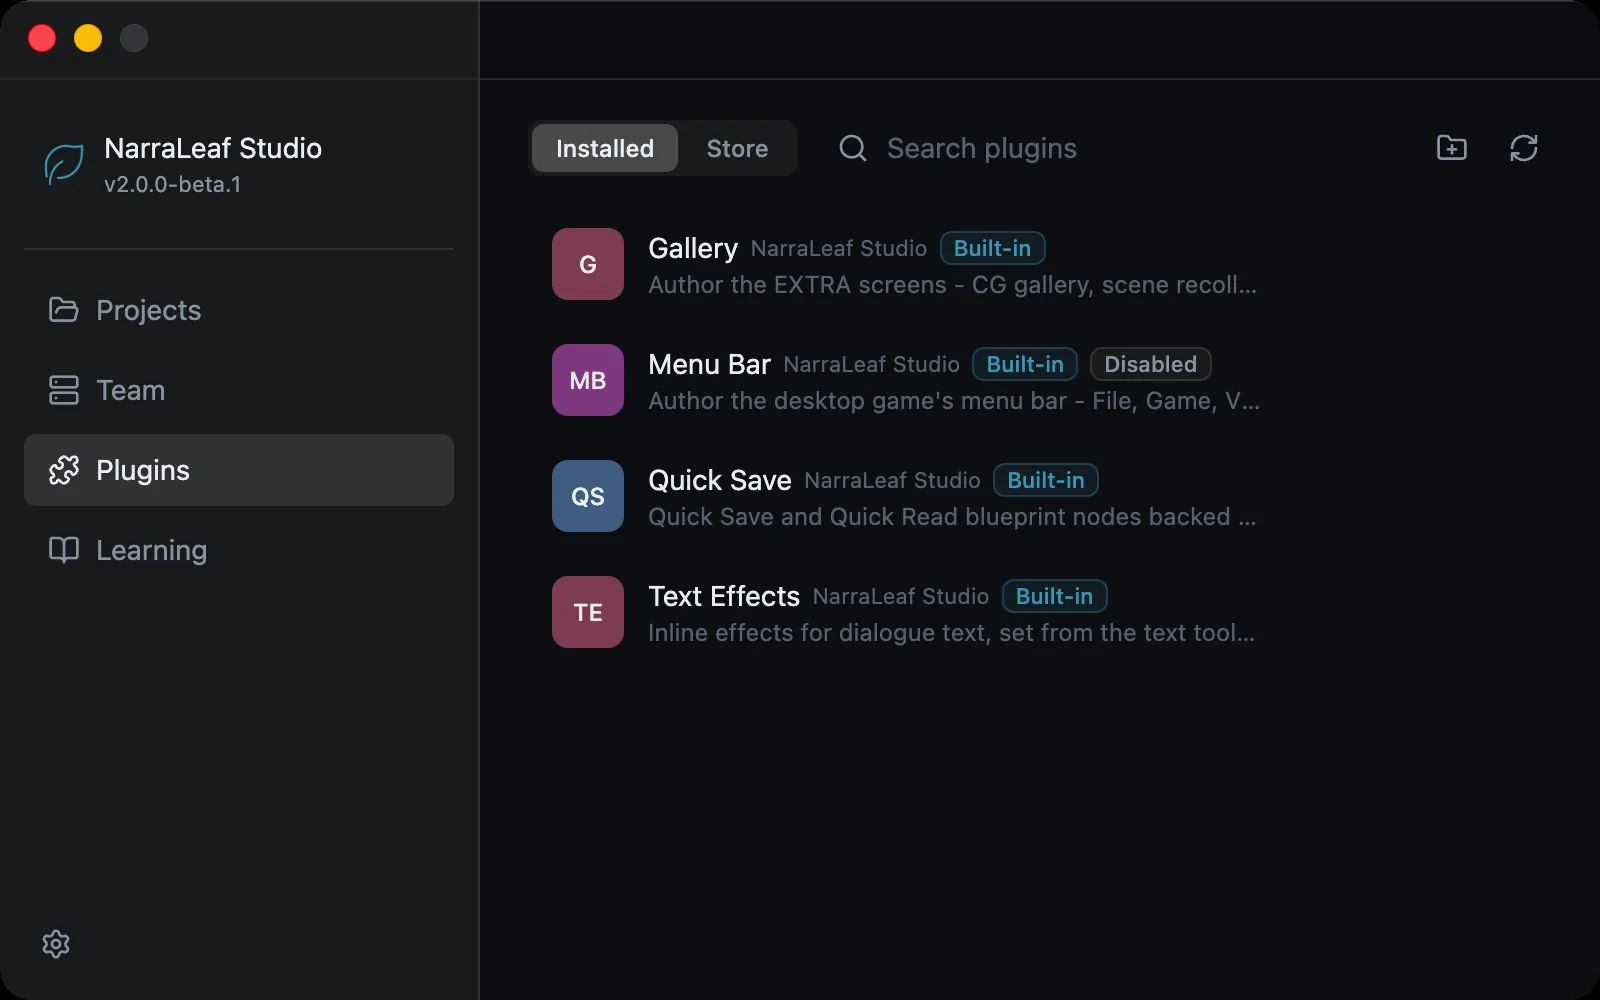 NarraLeaf Studio
v2.0.0-beta.1
Projects
Team
Plugins
Learning
Installed Store Search plugins
G
Gallery NarraLeaf Studio Built-in
Author the EXTRA screens - CG gallery, scene recoll...
MB
Menu Bar NarraLeaf Studio Built-in Disabled
Author the desktop game's menu bar - File, Game, V...
QS
Quick Save NarraLeaf Studio Built-in
Quick Save and Quick Read blueprint nodes backed ...
TE
Text Effects NarraLeaf Studio Built-in
Inline effects for dialogue text, set from the text tool...